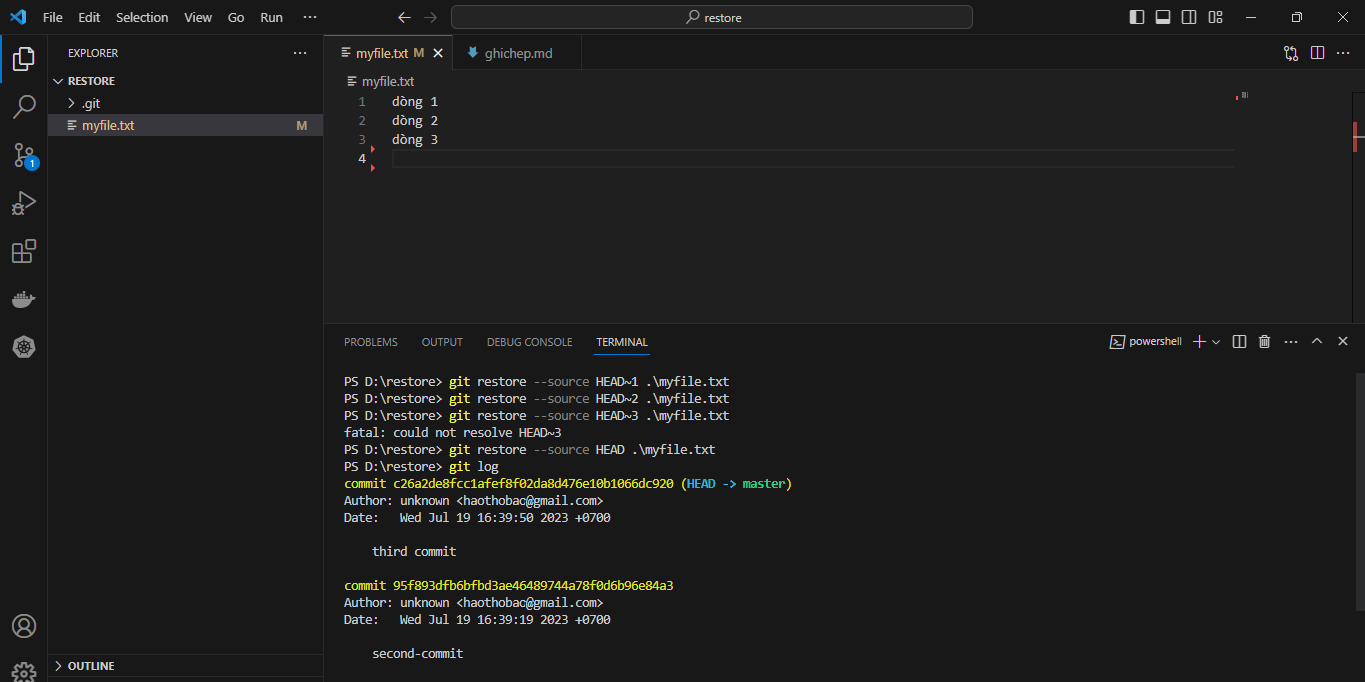 File Edit Selection View Go Run ···
restore
EXPLORER ···
RESTORE
.git
myfile.txt M
OUTLINE
1
myfile.txt M
ghichep.md
···
myfile.txt
1 dòng 1
2 dòng 2
3 dòng 3
4
PROBLEMS OUTPUT DEBUG CONSOLE TERMINAL
powershell
···
PS D:\restore> git restore --source HEAD~1 .\myfile.txt
PS D:\restore> git restore --source HEAD~2 .\myfile.txt
PS D:\restore> git restore --source HEAD~3 .\myfile.txt
fatal: could not resolve HEAD~3
PS D:\restore> git restore --source HEAD .\myfile.txt
PS D:\restore> git log
commit c26a2de8fcc1afef8f02da8d476e10b1066dc920 (HEAD -> master)
Author: unknown <haothobao@gmail.com>
Date:   Wed Jul 19 16:39:50 2023 +0700
third commit
commit 95f893dfb6bfbd3ae46489744a78f0d6b96e84a3
Author: unknown <haothobao@gmail.com>
Date:   Wed Jul 19 16:39:19 2023 +0700
second-commit